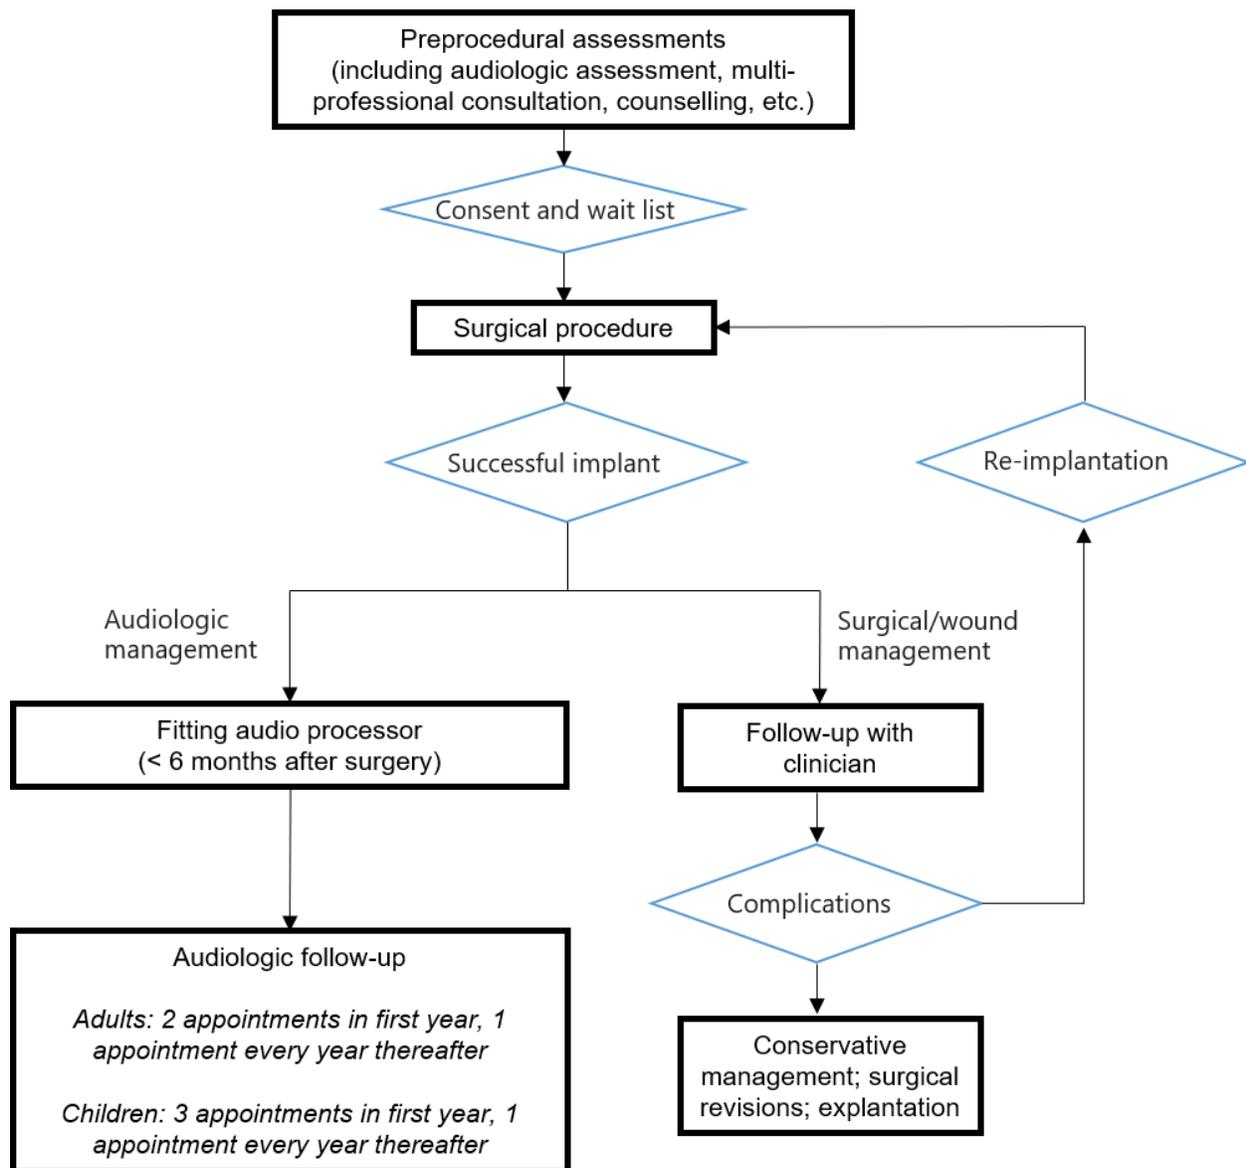 Preprocedural assessments
(including audiologic assessment, multi-
professional consultation, counselling, etc.)
Consent and wait list
Surgical procedure
Successful implant
Re-implantation
Audiologic
management
Surgical/wound
management
Fitting audio processor
(< 6 months after surgery)
Follow-up with
clinician
Complications
Audiologic follow-up
Adults: 2 appointments in first year, 1
appointment every year thereafter
Children: 3 appointments in first year, 1
appointment every year thereafter
Conservative
management; surgical
revisions; explantation